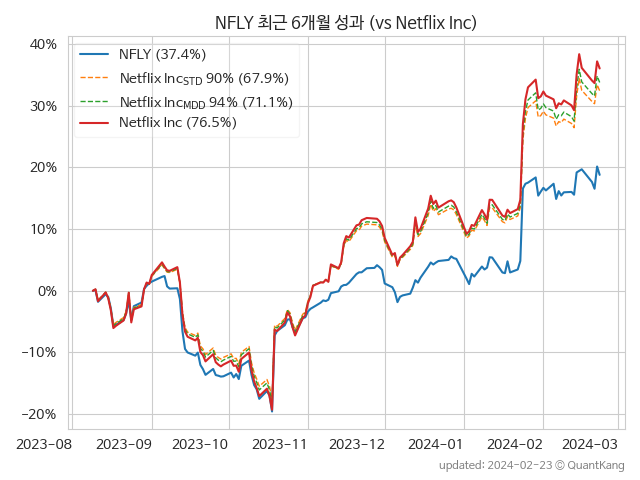 NFLY 최근 6개월 성과 (vs Netflix Inc)
NFLY (37.4%)
Netflix Inc_STD 90% (67.9%)
Netflix Inc_MDD 94% (71.1%)
Netflix Inc (76.5%)
40%
30%
20%
10%
0%
−10%
−20%
2023-08
2023-09
2023-10
2023-11
2023-12
2024-01
2024-02
2024-03
updated: 2024-02-23 © QuantKang